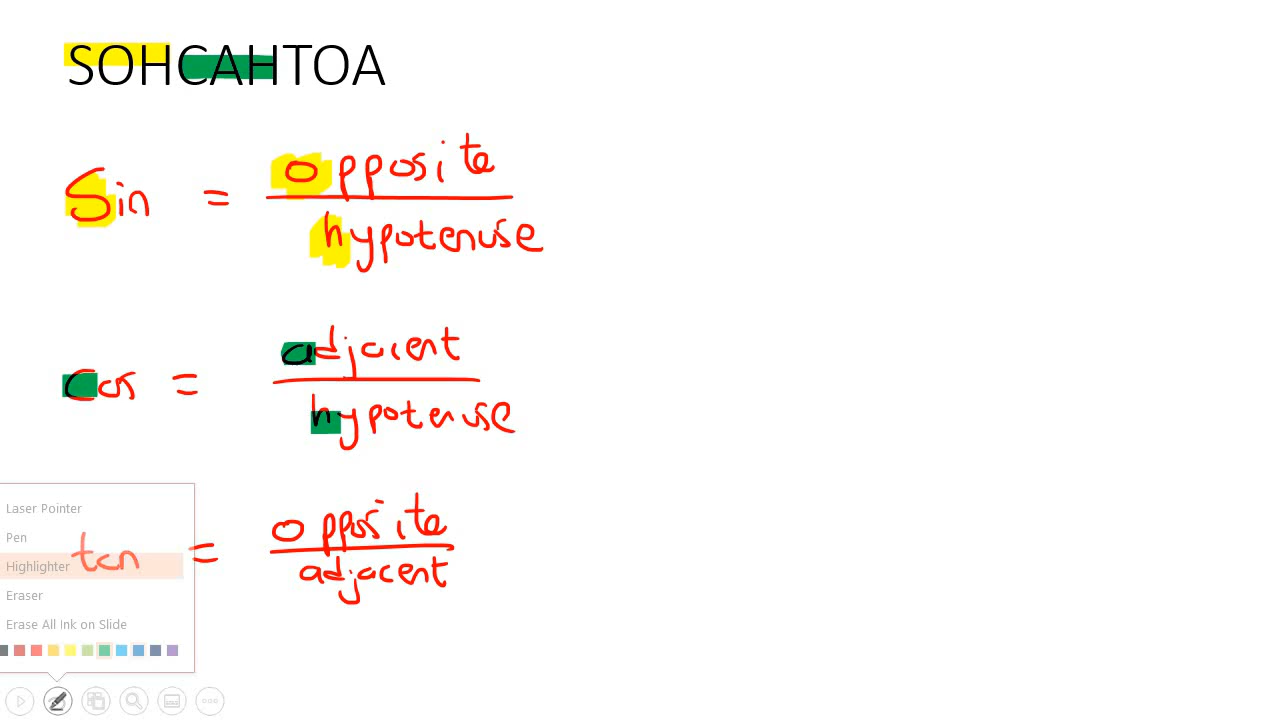 SOHCAHTOA
Sin = opposite
hypotenuse
Cos = adjacent
hypotenuse
tan = opposite
adjacent
Laser Pointer
Pen
Highlighter
Eraser
Erase All Ink on Slide